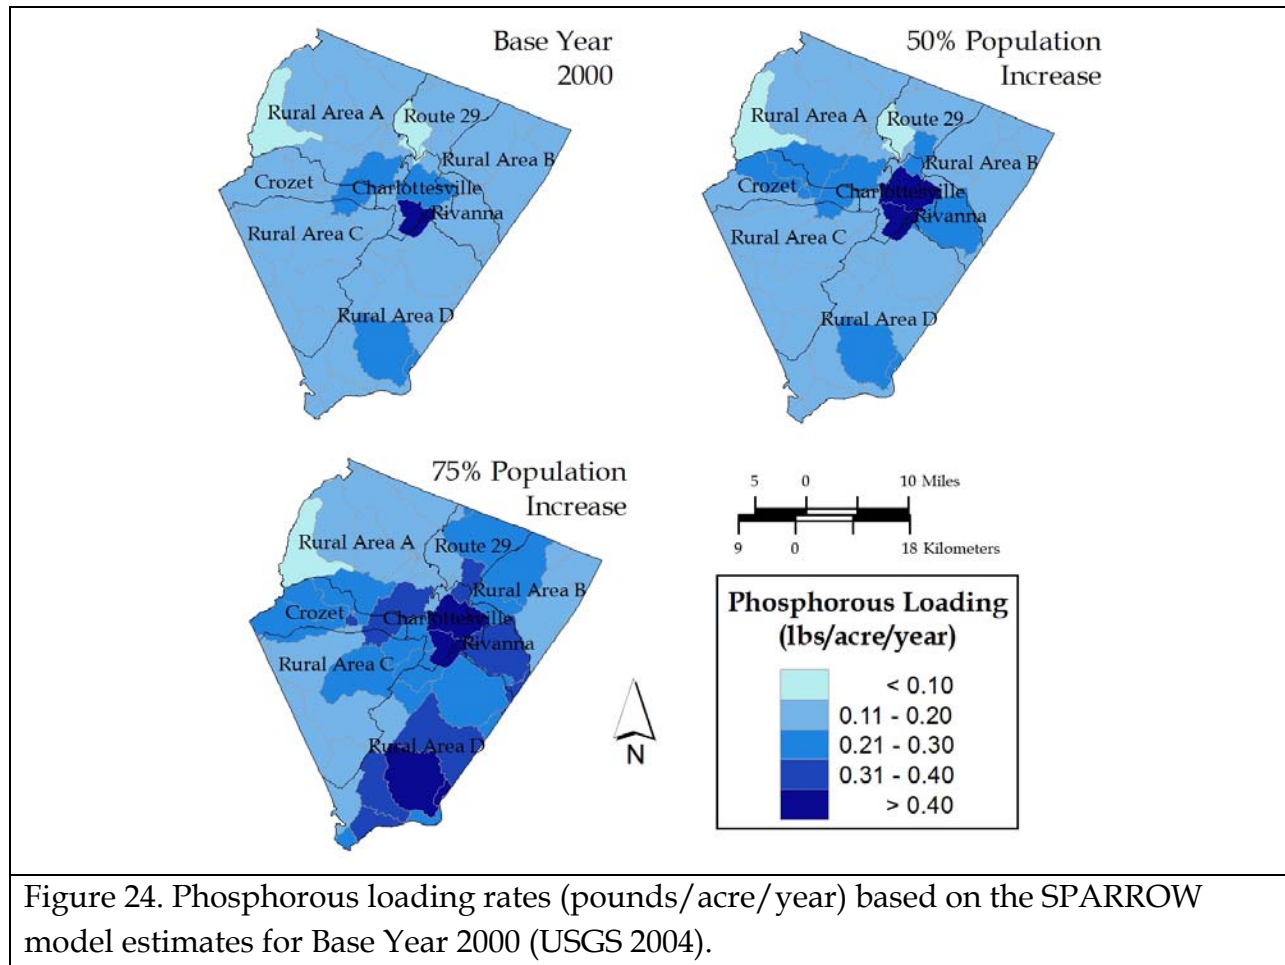 Base Year
2000
Rural Area A
Route 29
Rural Area B
Crozet
Charlottesville
Rivanna
Rural Area C
Rural Area D
50% Population
Increase
Rural Area A
Route 29
Rural Area B
Crozet
Charlottesville
Rivanna
Rural Area C
Rural Area D
75% Population
Increase
Rural Area A
Route 29
Rural Area B
Crozet
Charlottesville
Rivanna
Rural Area C
Rural Area D
5 0 10 Miles
9 0 18 Kilometers
N
Phosphorous Loading
(lbs/acre/year)
< 0.10
0.11 - 0.20
0.21 - 0.30
0.31 - 0.40
> 0.40
Figure 24. Phosphorous loading rates (pounds/acre/year) based on the SPARROW
model estimates for Base Year 2000 (USGS 2004).